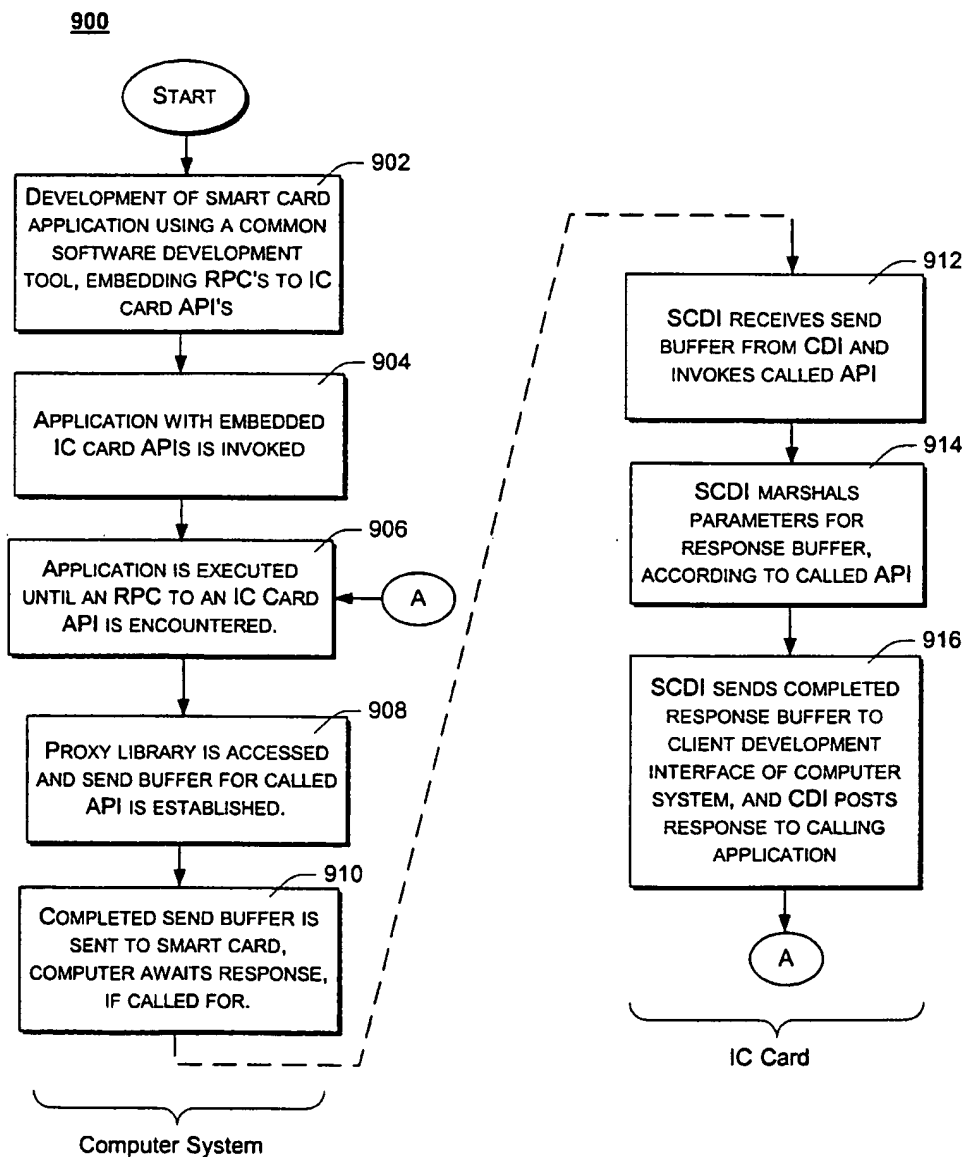 900
START
902
DEVELOPMENT OF SMART CARD
APPLICATION USING A COMMON
SOFTWARE DEVELOPMENT
TOOL, EMBEDDING RPC'S TO IC
CARD API'S
904
APPLICATION WITH EMBEDDED
IC CARD APIS IS INVOKED
906
APPLICATION IS EXECUTED
UNTIL AN RPC TO AN IC CARD
API IS ENCOUNTERED.
A
908
PROXY LIBRARY IS ACCESSED
AND SEND BUFFER FOR CALLED
API IS ESTABLISHED.
910
COMPLETED SEND BUFFER IS
SENT TO SMART CARD,
COMPUTER AWAITS RESPONSE,
IF CALLED FOR.
Computer System
912
SCDI RECEIVES SEND
BUFFER FROM CDI AND
INVOKES CALLED API
914
SCDI MARSHALS
PARAMETERS FOR
RESPONSE BUFFER,
ACCORDING TO CALLED API
916
SCDI SENDS COMPLETED
RESPONSE BUFFER TO
CLIENT DEVELOPMENT
INTERFACE OF COMPUTER
SYSTEM, AND CDI POSTS
RESPONSE TO CALLING
APPLICATION
A
IC Card